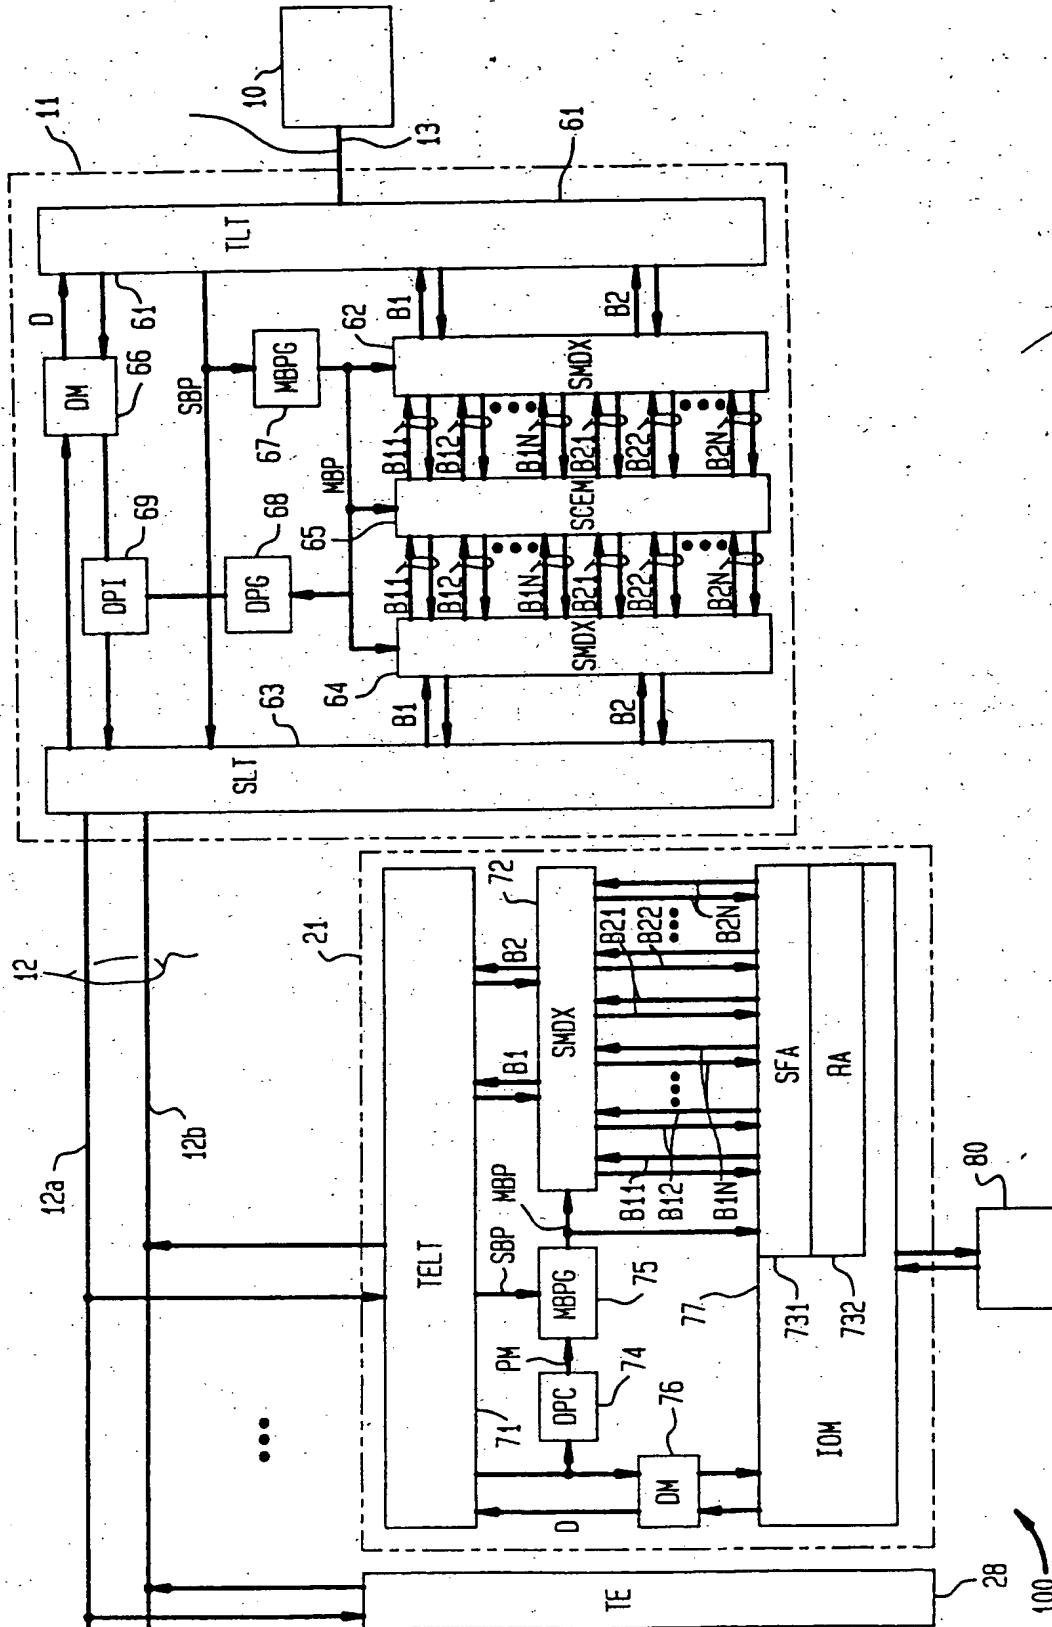 10
13
11
TLT
61
D
61
DM
66
SBP
MBPG
67
MBP
DPI
69
DPG
68
B1
B2
62
SMDX
B11
B12
B1N
B21
B22
B2N
65
SCEM
B11
B12
B1N
B21
B22
B2N
64
SMDX
B1
B2
63
SLT
12
12a
12b
21
TELT
71
72
SMDX
B1
B2
SBP
MBP
MBPG
75
PM
DPC
74
DM
76
D
B11
B12
B1N
B21
B22
B2N
77
SFA
731
RA
732
IOM
80
TE
28
100